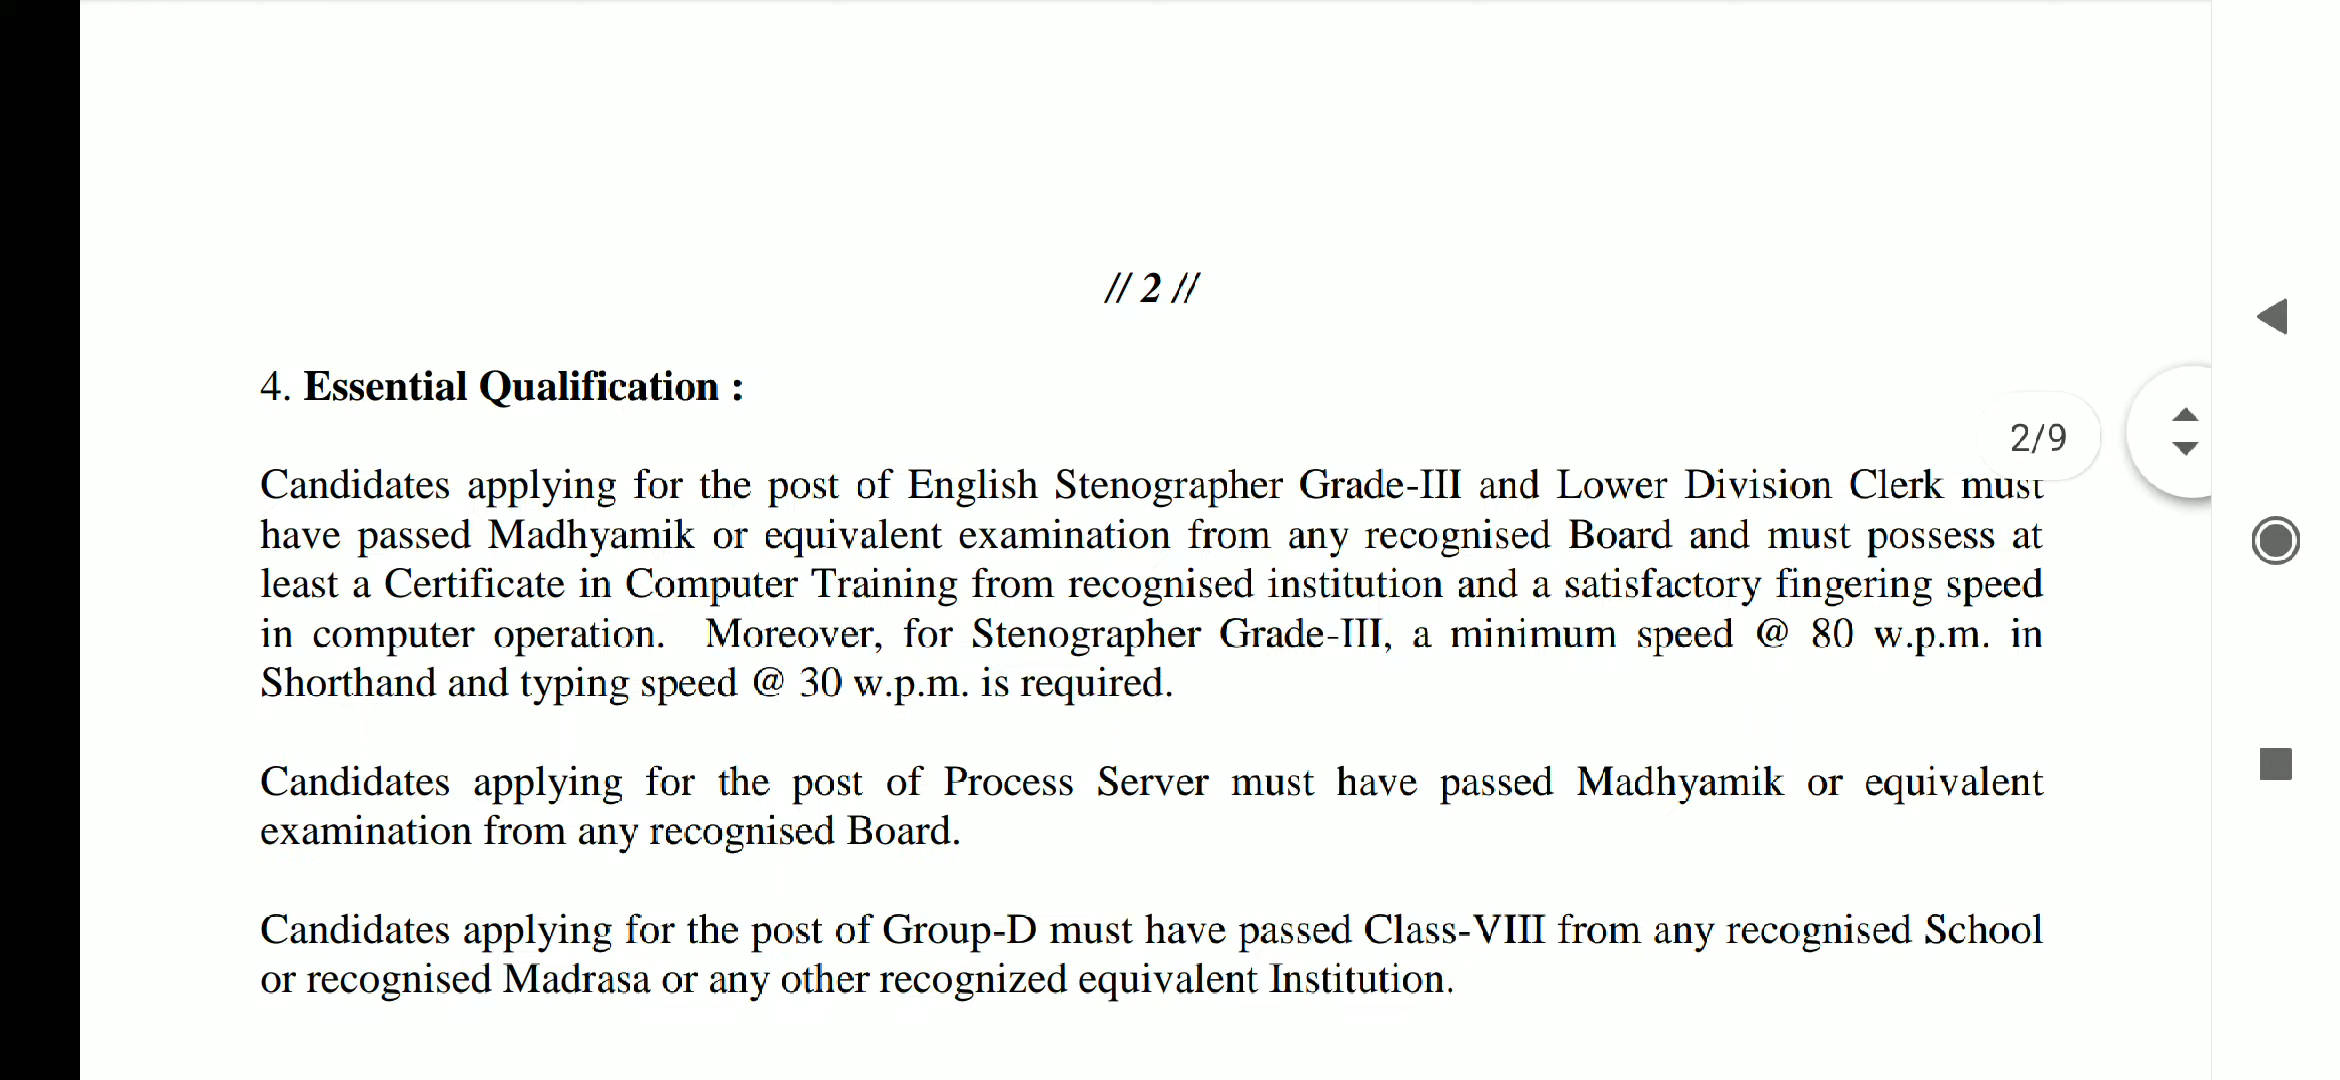 // 2 //
4. Essential Qualification :
2/9
Candidates applying for the post of English Stenographer Grade-III and Lower Division Clerk must
have passed Madhyamik or equivalent examination from any recognised Board and must possess at
least a Certificate in Computer Training from recognised institution and a satisfactory fingering speed
in computer operation. Moreover, for Stenographer Grade-III, a minimum speed @ 80 w.p.m. in
Shorthand and typing speed @ 30 w.p.m. is required.
Candidates applying for the post of Process Server must have passed Madhyamik or equivalent
examination from any recognised Board.
Candidates applying for the post of Group-D must have passed Class-VIII from any recognised School
or recognised Madrasa or any other recognized equivalent Institution.